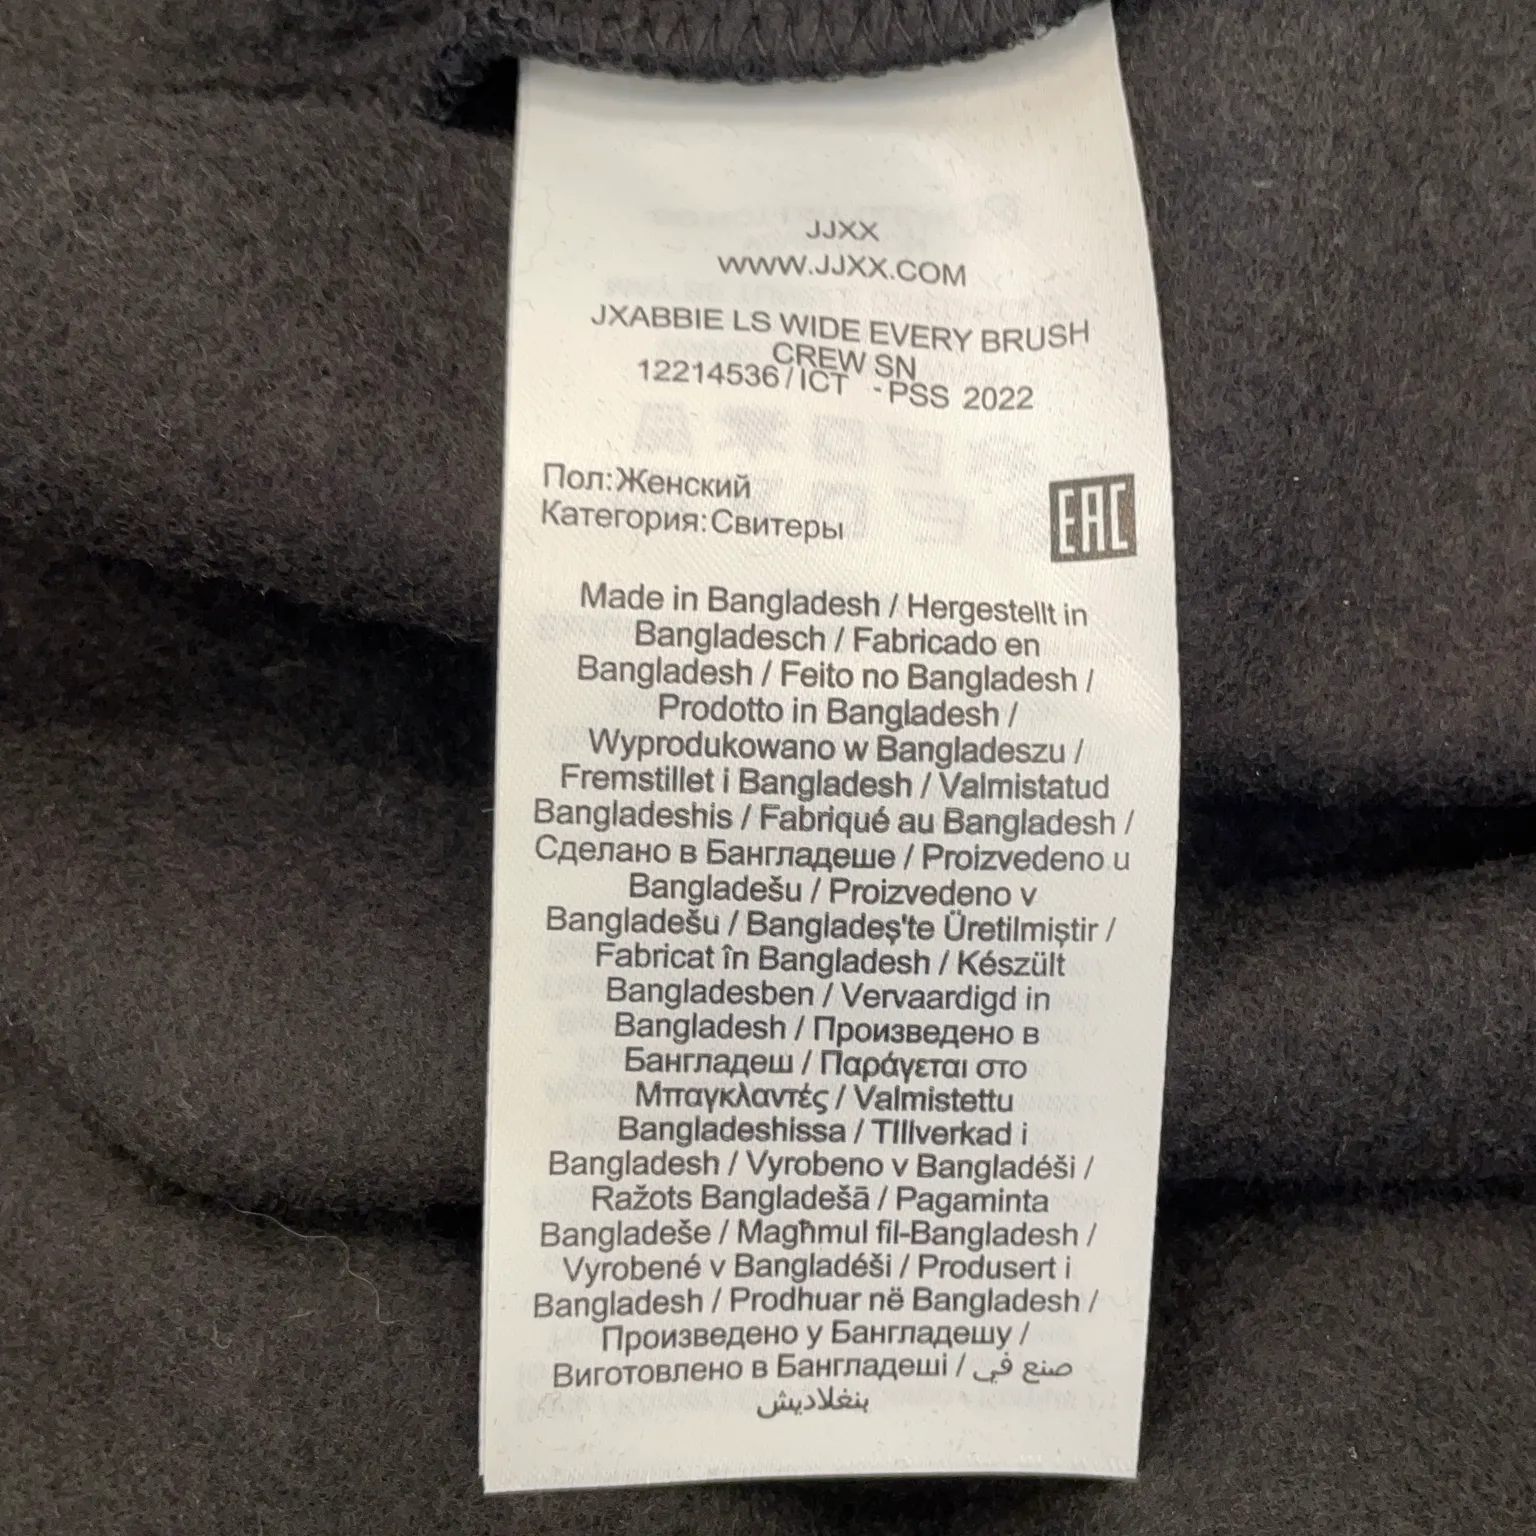 JJXX
WWW.JJXX.COM
JXABBIE LS WIDE EVERY BRUSH
CREW SN
12214536/ICT -PSS 2022
Пол:Женский
Категория:Свитеры
EAC
Made in Bangladesh / Hergestellt in
Bangladesch / Fabricado en
Bangladesh / Feito no Bangladesh /
Prodotto in Bangladesh /
Wyprodukowano w Bangladeszu /
Fremstillet i Bangladesh / Valmistatud
Bangladeshis / Fabriqué au Bangladesh /
Сделано в Бангладеше / Proizvedeno u
Bangladešu / Proizvedeno v
Bangladešu / Bangladeş'te Üretilmiştir /
Fabricat în Bangladesh / Készült
Bangladesben / Vervaardigd in
Bangladesh / Произведено в
Бангладеш / Παράγεται στο
Μπαγκλαντές / Valmistettu
Bangladeshissa / TIllverkad i
Bangladesh / Vyrobeno v Bangladéši /
Ražots Bangladešā / Pagaminta
Bangladeše / Magħmul fil-Bangladesh /
Vyrobené v Bangladéši / Produsert i
Bangladesh / Prodhuar në Bangladesh /
Произведено у Бангладешу /
Виготовлено в Бангладеші / صنع في
بنغلاديش